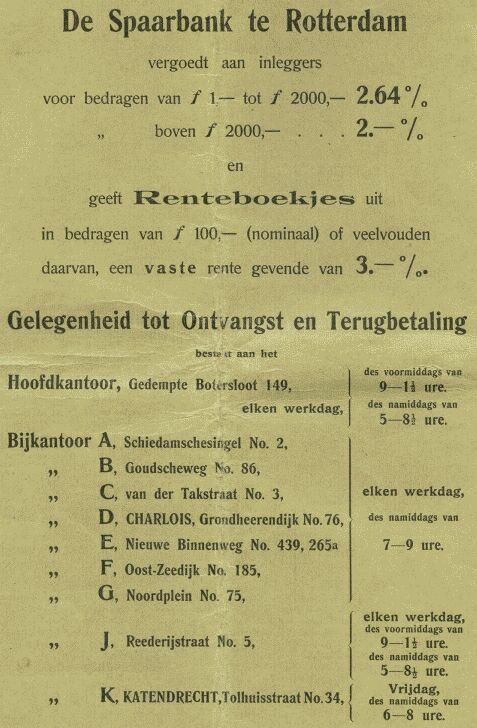 De Spaarbank te Rotterdam
vergoedt aan inleggers
voor bedragen van f 1.— tot f 2000,— 2.64 %
„ boven f 2000,— . . . 2.— %
en
geeft Renteboekjes uit
in bedragen van f 100,— (nominaal) of veelvouden
daarvan, een vaste rente gevende van 3.— %.
Gelegenheid tot Ontvangst en Terugbetaling
bestaat aan het
Hoofdkantoor, Gedempte Botersloot 149,
elken werkdag,
des voormiddags van
9—1½ ure.
des namiddags van
5—8½ ure.
Bijkantoor A, Schiedamschesingel No. 2,
„ B, Goudscheweg No. 86,
„ C, van der Takstraat No. 3,
„ D, CHARLOIS, Grondheerendijk No. 76,
„ E, Nieuwe Binnenweg No. 439, 265a
„ F, Oost-Zeedijk No. 185,
„ G, Noordplein No. 75,
elken werkdag,
des namiddags van
7—9 ure.
„ J, Reederijstraat No. 5,
elken werkdag,
des voormiddags van
9—1½ ure.
des namiddags van
5—8½ ure.
„ K, KATENDRECHT, Tolhuisstraat No. 34,
Vrijdag,
des namiddags van
6—8 ure.